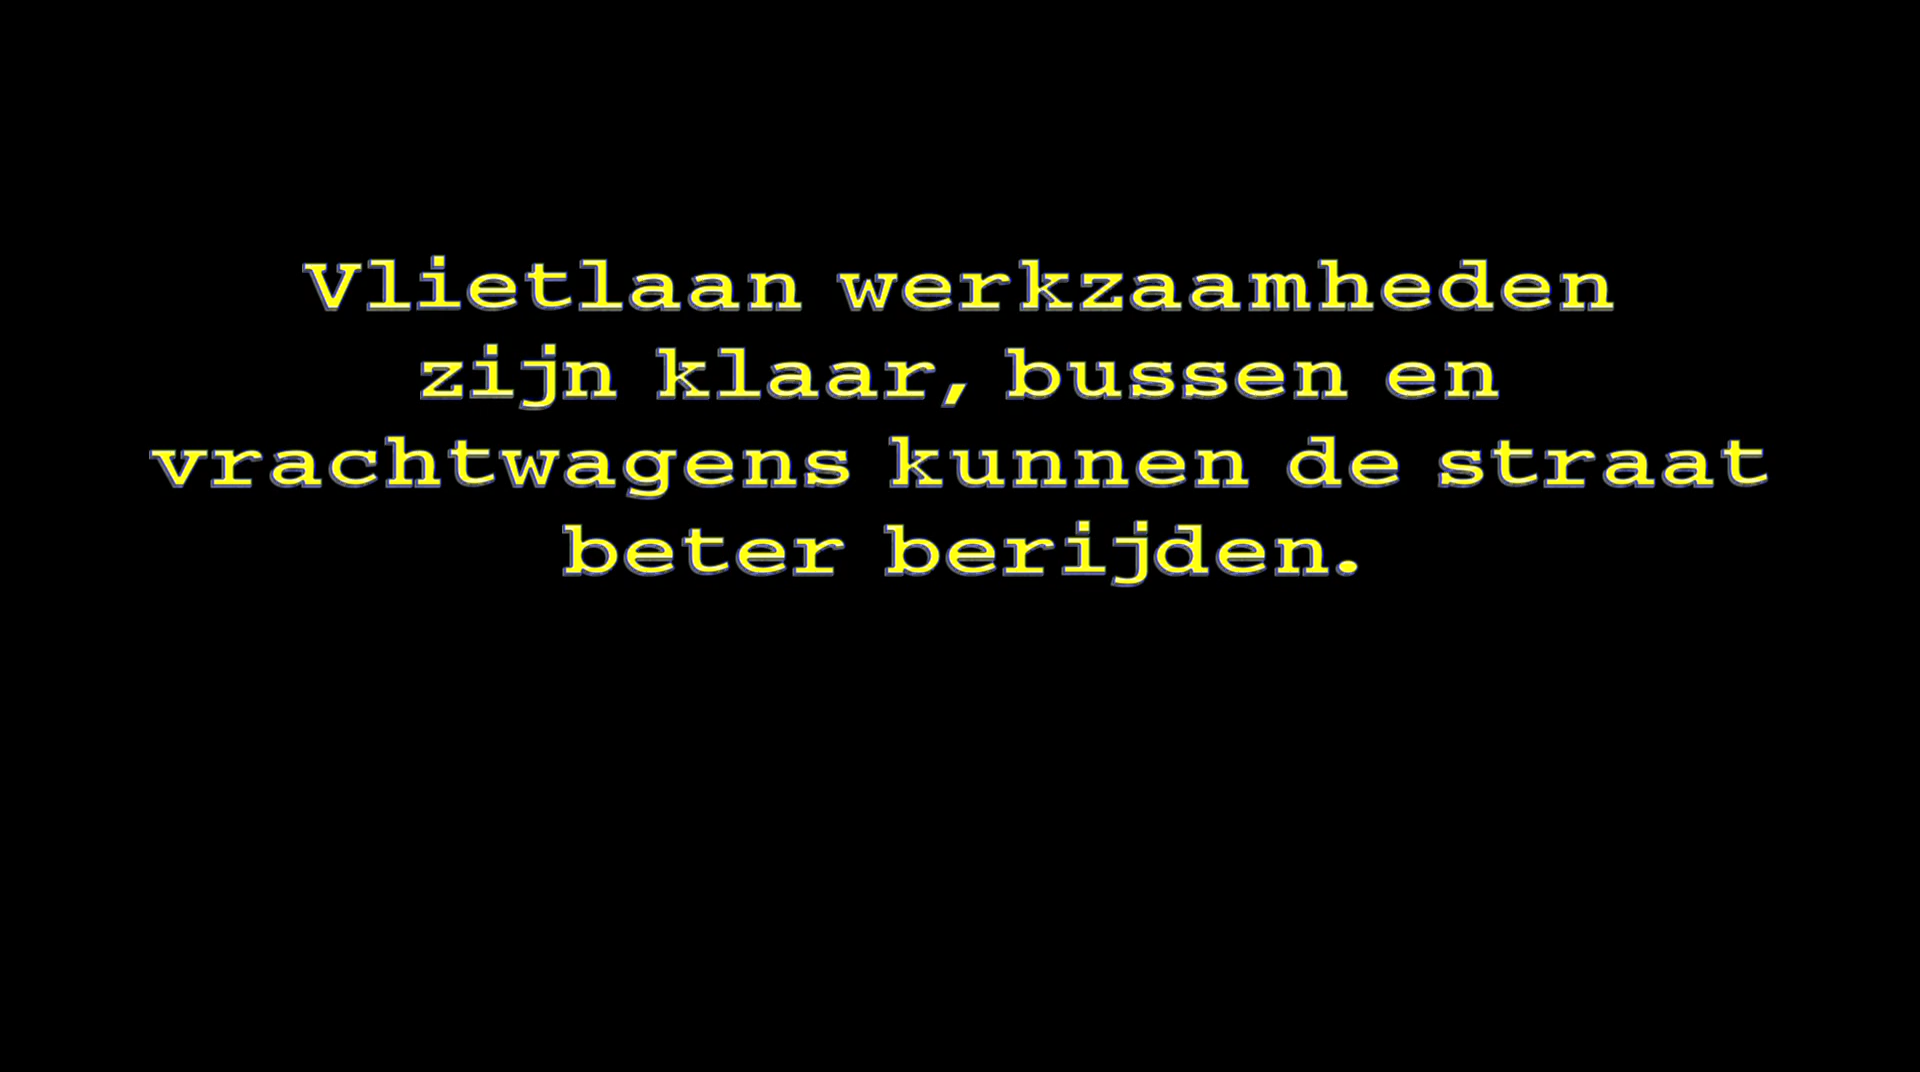 Vlietlaan werkzaamheden
zijn klaar, bussen en
vrachtwagens kunnen de straat
beter berijden.